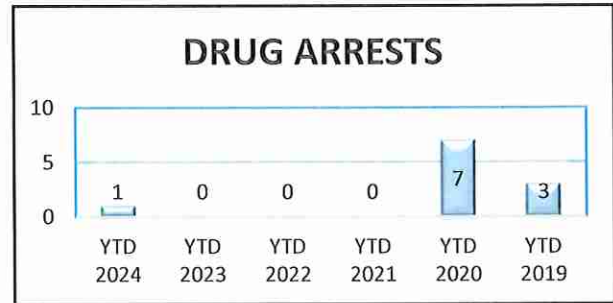 DRUG ARRESTS
10
5
0
1 0 0 0 7 3
YTD YTD YTD YTD YTD YTD
2024 2023 2022 2021 2020 2019